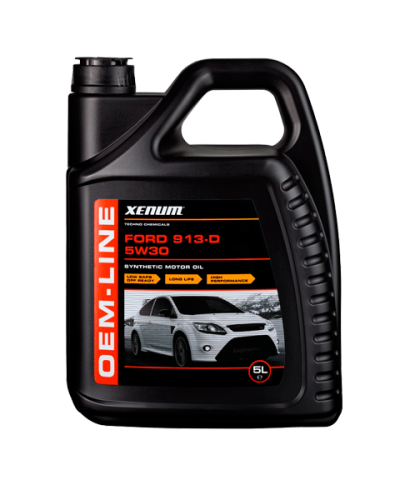 OEM-LINE
XENUM
TECHNO CHEMICALS
FORD 913-D
5W30
SYNTHETIC MOTOR OIL
LOW SAPS
DPF READY
LONG LIFE
HIGH
PERFORMANCE
5L
℮